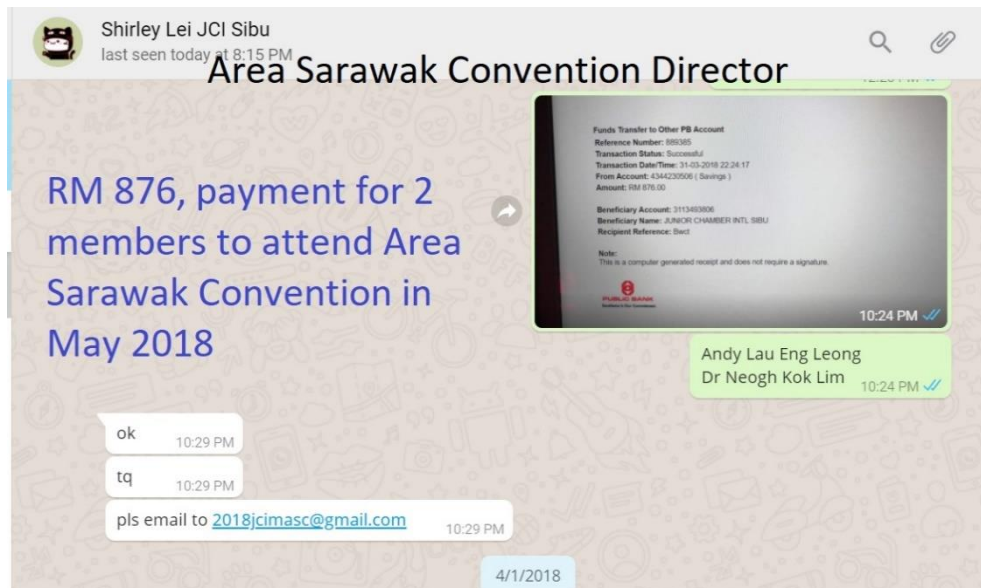 Shirley Lei JCI Sibu
last seen today at 8:15 PM
Area Sarawak Convention Director
RM 876, payment for 2
members to attend Area
Sarawak Convention in
May 2018
Funds Transfer to Other PB Account
Reference Number: 889385
Transaction Status: Successful
Transaction Date/Time: 31-03-2018 22:24:17
From Account: 4344230506 ( Savings )
Amount: RM 876.00
Beneficiary Account: 3113493806
Beneficiary Name: JUNIOR CHAMBER INTL SIBU
Recipient Reference: Bwct
Note:
This is a computer generated receipt and does not require a signature.
PUBLIC BANK
10:24 PM
Andy Lau Eng Leong
Dr Neogh Kok Lim
10:24 PM
ok
10:29 PM
tq
10:29 PM
pls email to 2018jcimasc@gmail.com
10:29 PM
4/1/2018